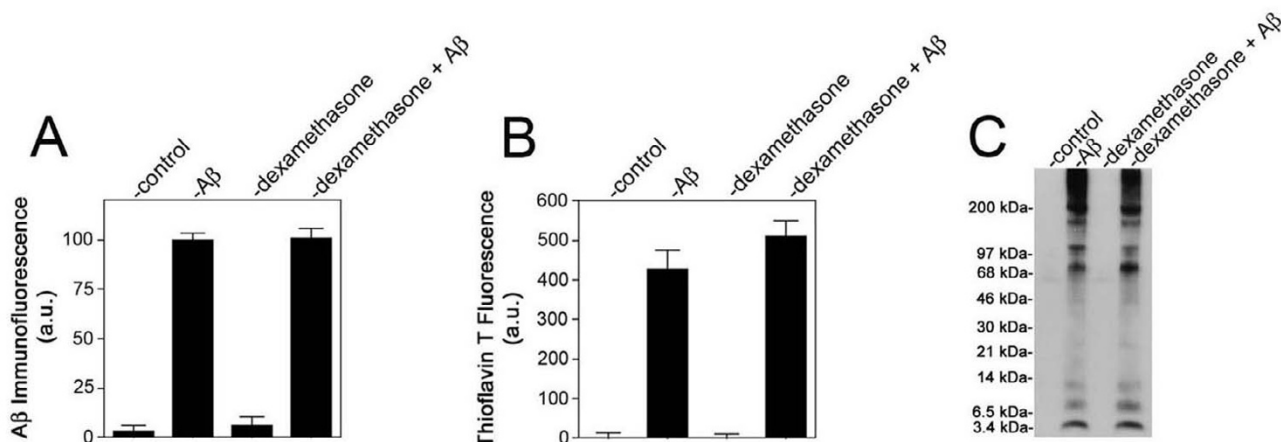 A
-control
-Aβ
-dexamethasone
-dexamethasone + Aβ
Aβ Immunofluorescence
(a.u.)
100
75
50
25
0
B
-control
-Aβ
-dexamethasone
-dexamethasone + Aβ
Thioflavin T Fluorescence
(a.u.)
600
500
400
300
200
100
0
C
-control
-Aβ
-dexamethasone
-dexamethasone + Aβ
200 kDa-
97 kDa-
68 kDa-
46 kDa-
30 kDa-
21 kDa-
14 kDa-
6.5 kDa-
3.4 kDa-